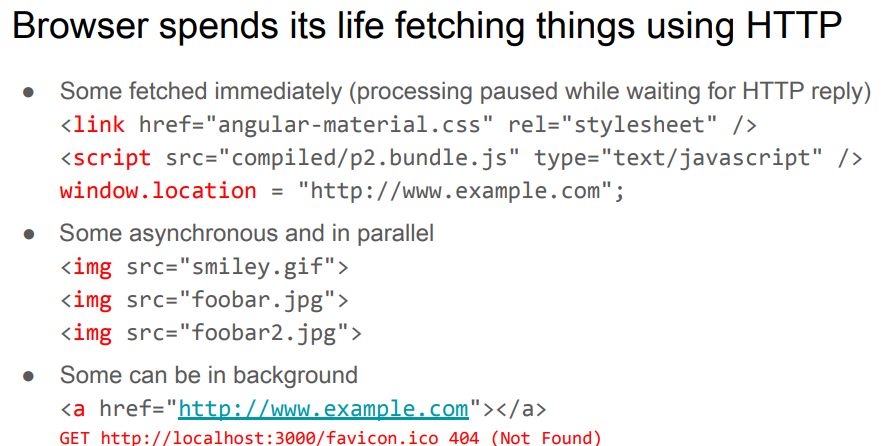 Browser spends its life fetching things using HTTP
● Some fetched immediately (processing paused while waiting for HTTP reply)
<link href="angular-material.css" rel="stylesheet" />
<script src="compiled/p2.bundle.js" type="text/javascript" />
window.location = "http://www.example.com";
● Some asynchronous and in parallel
<img src="smiley.gif">
<img src="foobar.jpg">
<img src="foobar2.jpg">
● Some can be in background
<a href="http://www.example.com"></a>
GET http://localhost:3000/favicon.ico 404 (Not Found)